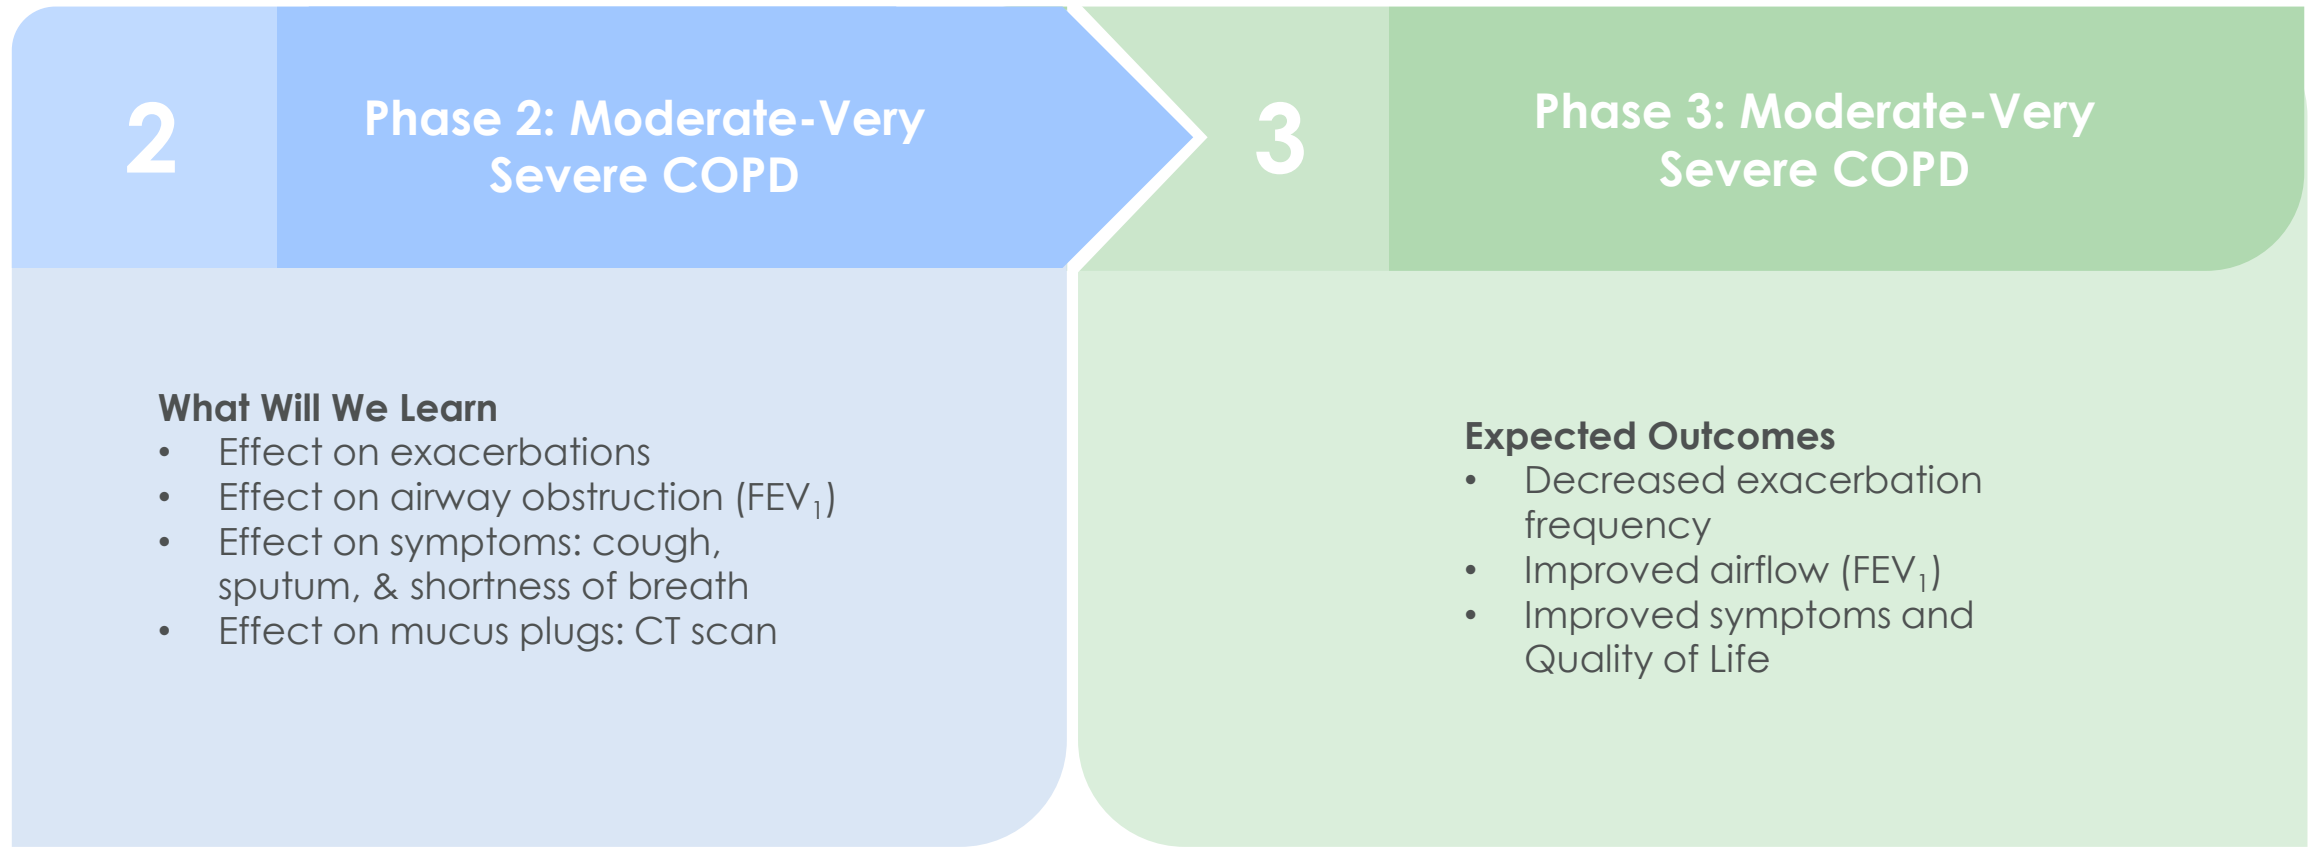 2
Phase 2: Moderate-Very
Severe COPD
What Will We Learn
• Effect on exacerbations
• Effect on airway obstruction (FEV₁)
• Effect on symptoms: cough,
sputum, & shortness of breath
• Effect on mucus plugs: CT scan
3
Phase 3: Moderate-Very
Severe COPD
Expected Outcomes
• Decreased exacerbation
frequency
• Improved airflow (FEV₁)
• Improved symptoms and
Quality of Life